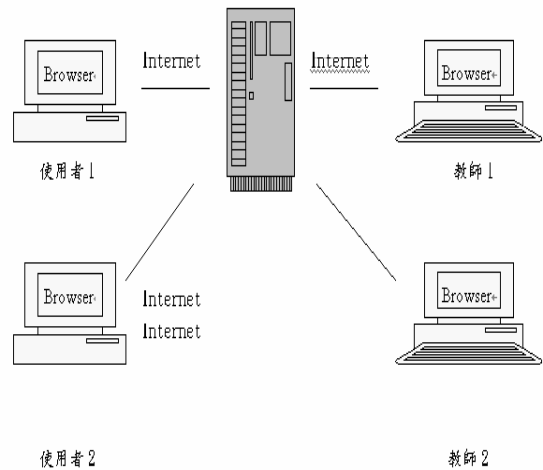 Browser
Internet
Internet
Browser
使用者 1
教師 1
Browser
Internet
Internet
Browser
使用者 2
教師 2